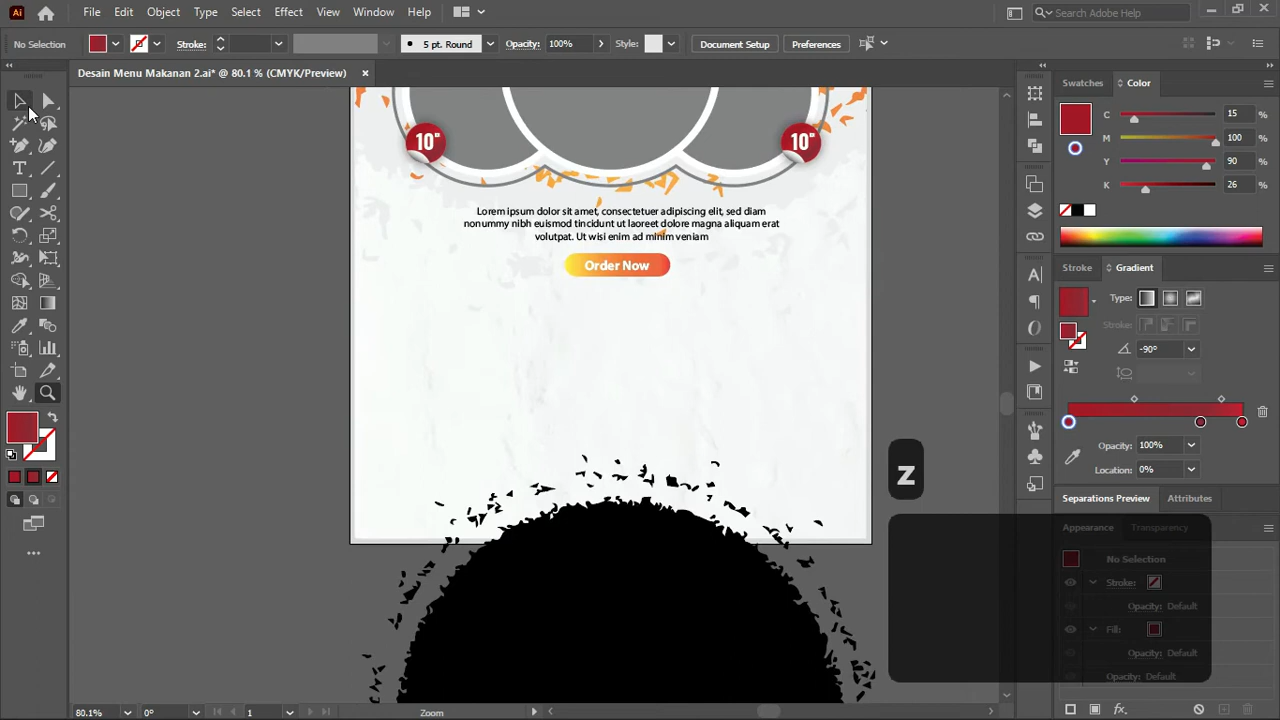 Ai
File Edit Object Type Select Effect View Window Help
Search Adobe Help
No Selection
Stroke:
5 pt. Round
Opacity: 100%
Style:
Document Setup
Preferences
Desain Menu Makanan 2.ai* @ 80.1 % (CMYK/Preview)
10"
10"
Lorem ipsum dolor sit amet, consectetuer adipiscing elit, sed diam
nonummy nibh euismod tincidunt ut laoreet dolore magna aliquam erat
volutpat. Ut wisi enim ad minim veniam
Order Now
z
Swatches
Color
C 15 %
M 100 %
Y 90 %
K 26 %
Stroke
Gradient
Type:
Stroke:
-90°
Opacity: 100%
Location: 0%
Separations Preview
Attributes
Appearance
Transparency
No Selection
Stroke:
Opacity: Default
Fill:
Opacity: Default
Opacity: Default
80.1%
0°
1
Zoom